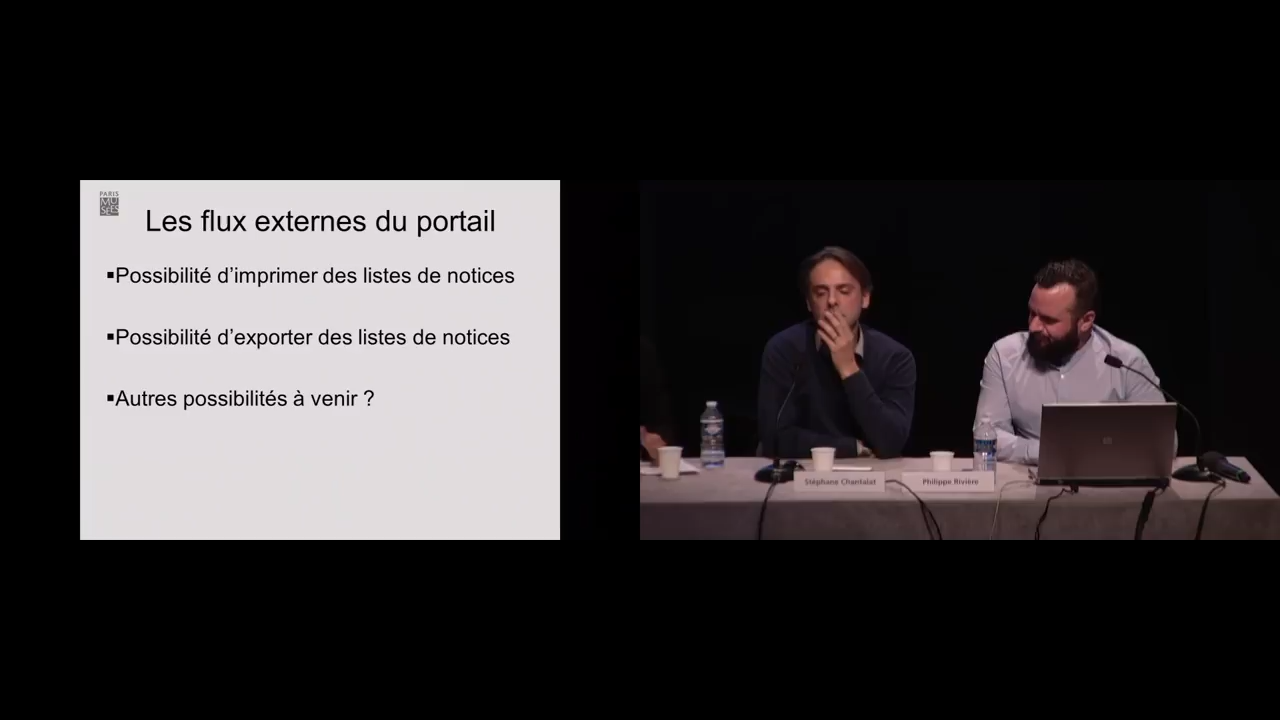 PARIS
MU
SÉES
Les flux externes du portail
▪Possibilité d’imprimer des listes de notices
▪Possibilité d’exporter des listes de notices
▪Autres possibilités à venir ?
Stéphane Chantalat
Philippe Rivière